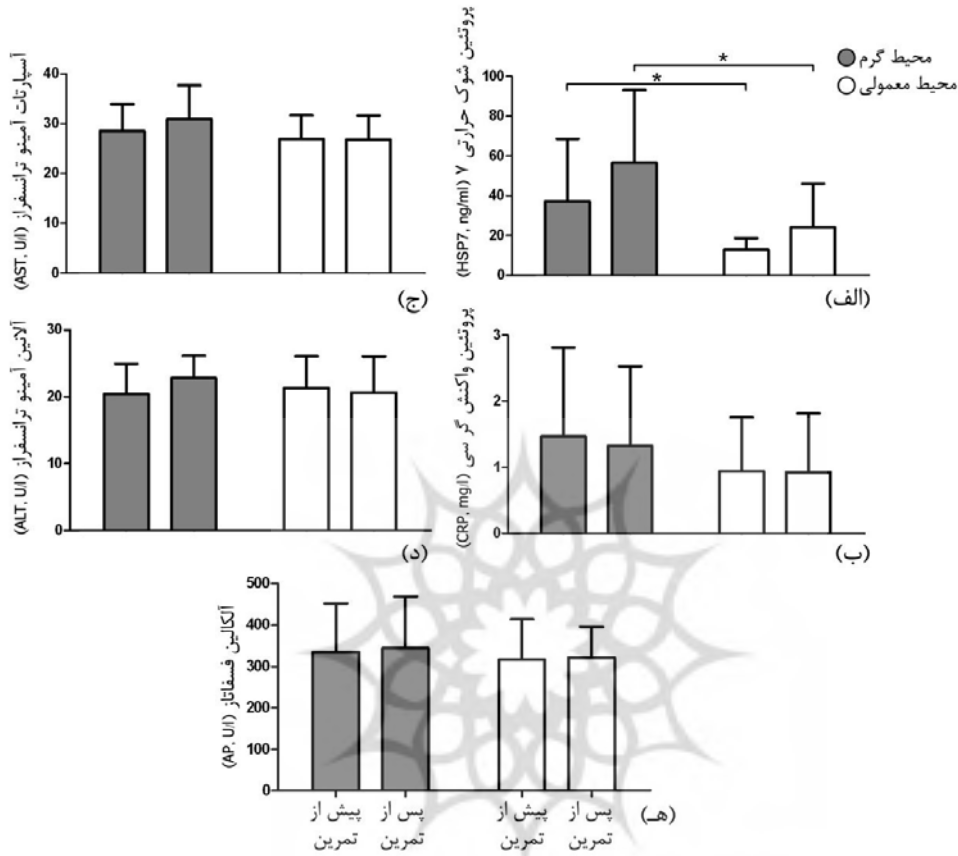 محیط گرم
محیط معمولی
پروتئین شوک حرارتی ۷ (HSP7, ng/ml)
100
80
60
40
20
0
*
*
(الف)
پروتئین واکنش گر سی (CRP, mg/l)
3
2
1
0
(ب)
آسپارتات آمینو ترانسفراز (AST, U/l)
40
30
20
10
0
(ج)
آلانین آمینو ترانسفراز (ALT, U/l)
30
20
10
0
(د)
آلکالین فسفاتاز (AP, U/l)
500
400
300
200
100
0
پیش از
تمرین
پس از
تمرین
پیش از
تمرین
پس از
تمرین
(هـ)